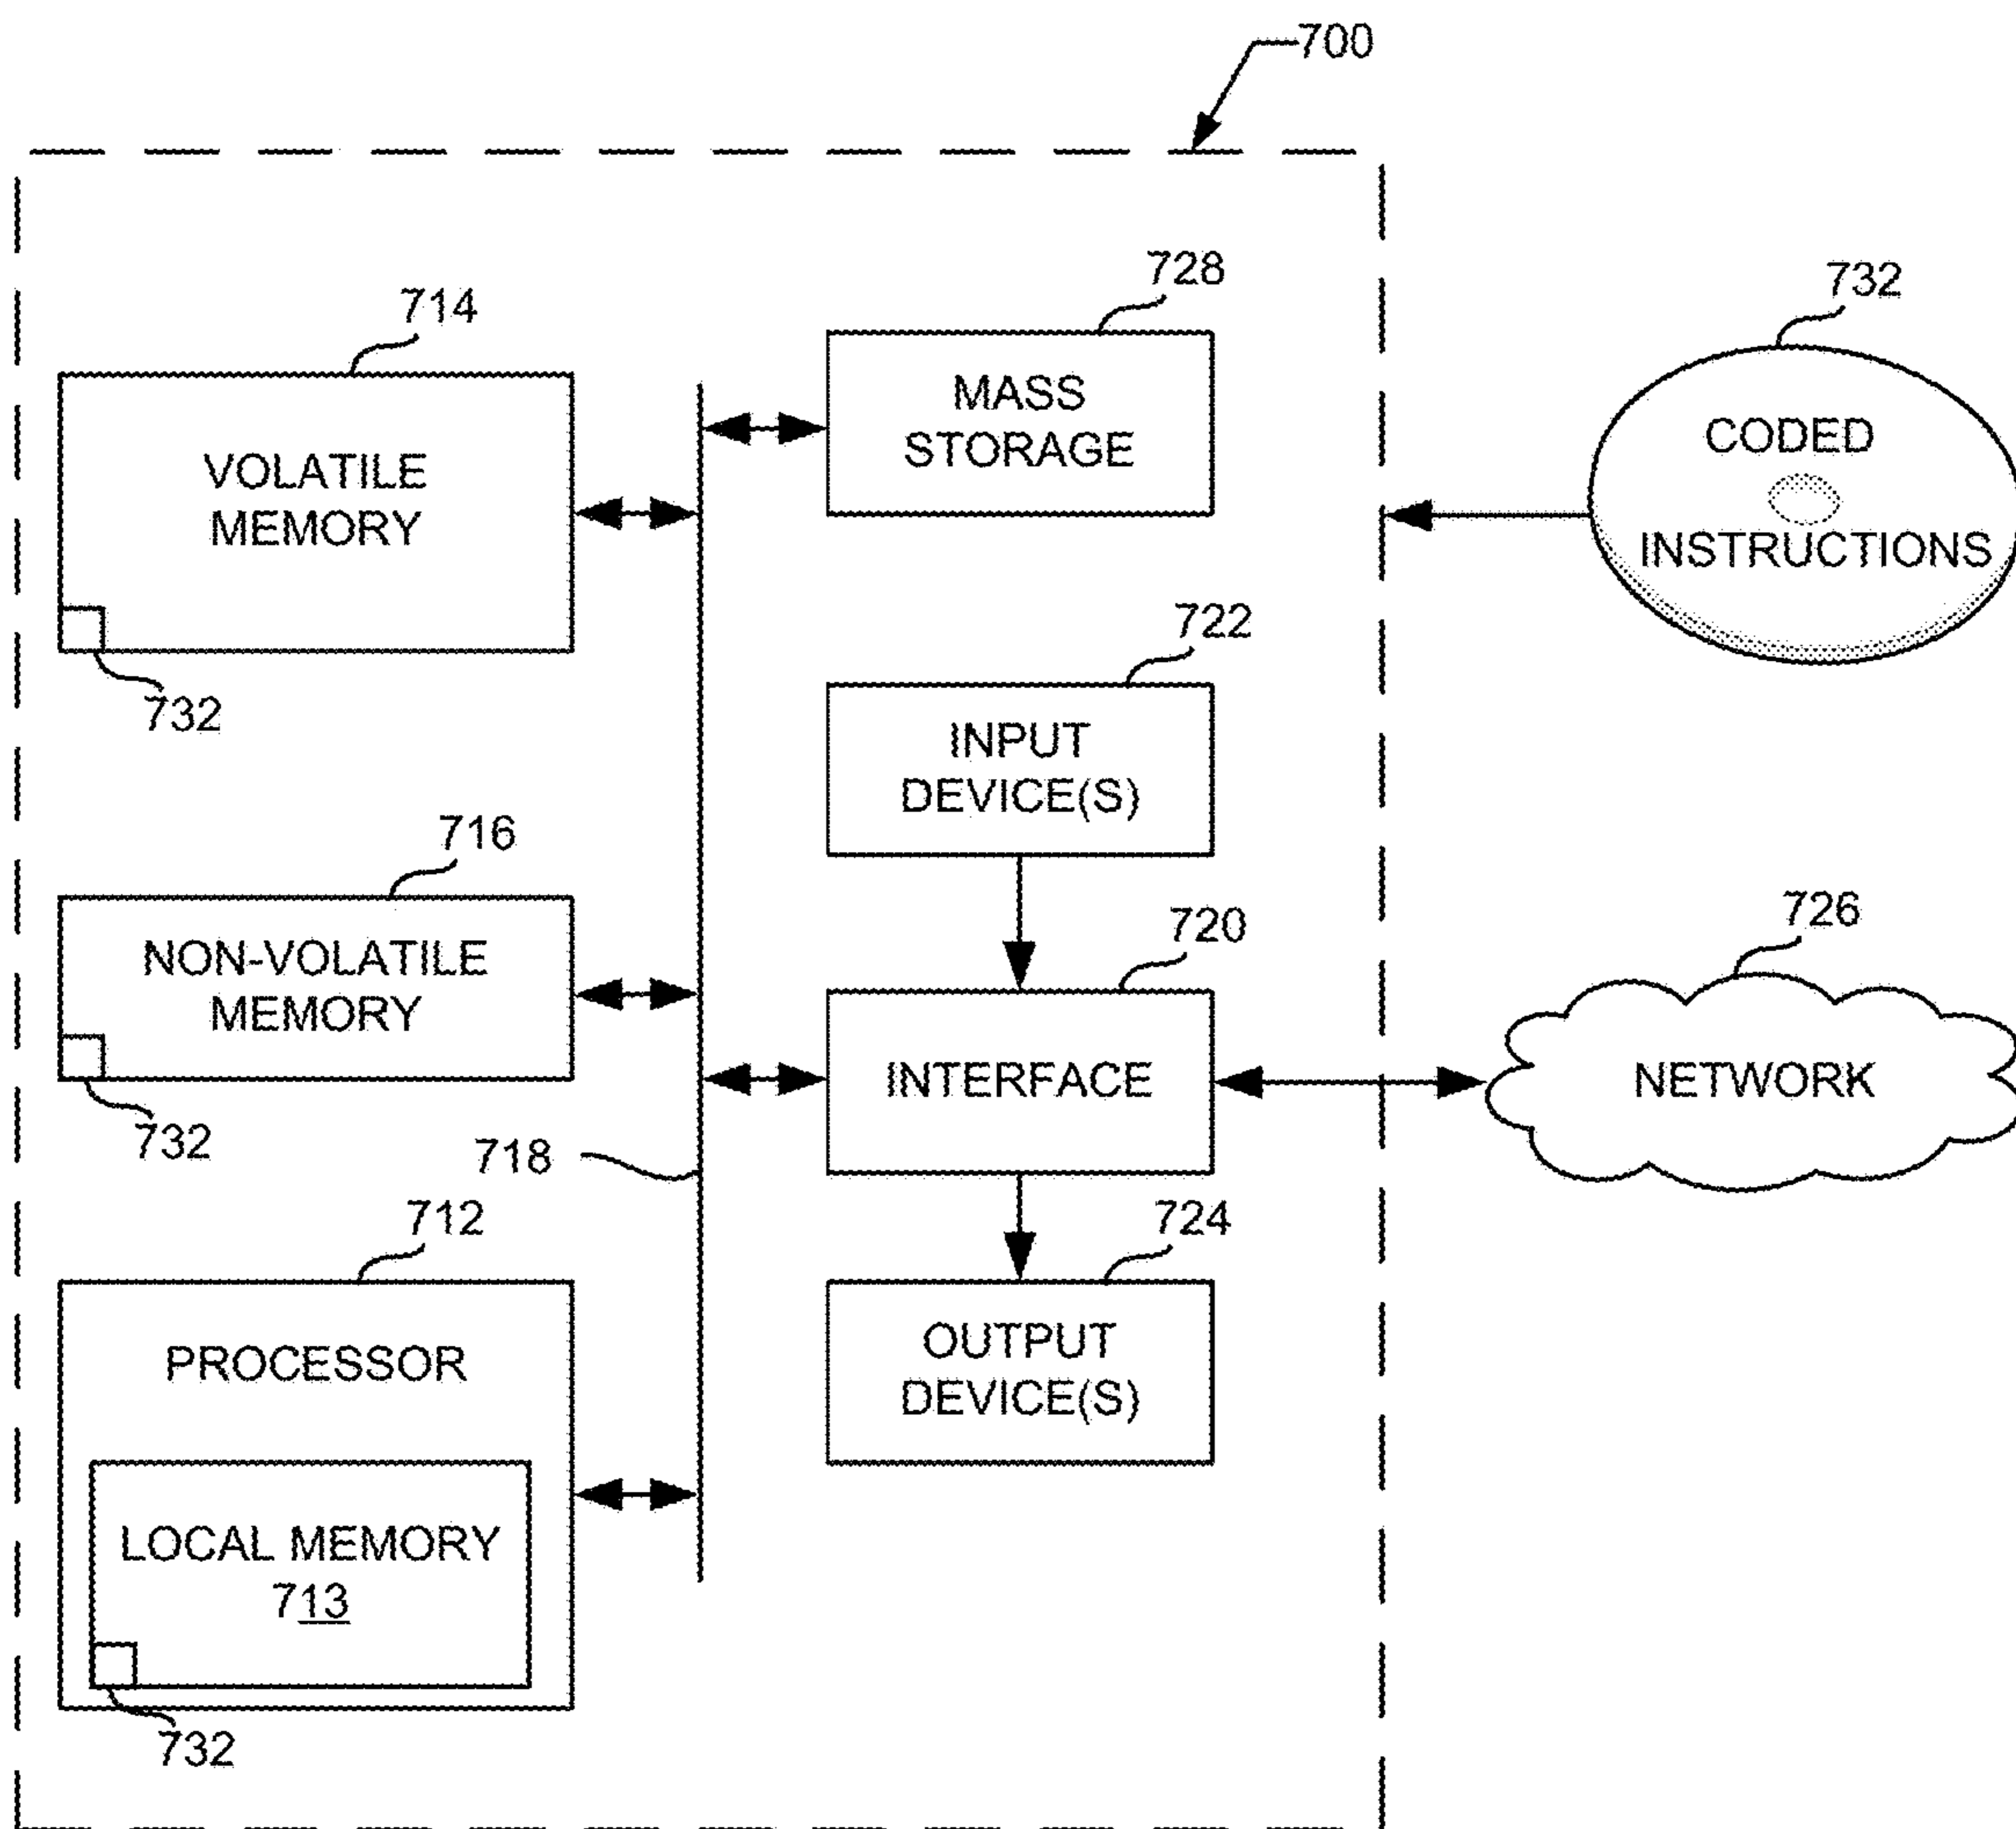 700
728
732
714
MASS
STORAGE
CODED
INSTRUCTIONS
VOLATILE
MEMORY
722
732
INPUT
DEVICE(S)
716
726
720
NON-VOLATILE
MEMORY
INTERFACE
NETWORK
732
718
712
724
PROCESSOR
OUTPUT
DEVICE(S)
LOCAL MEMORY
713
732